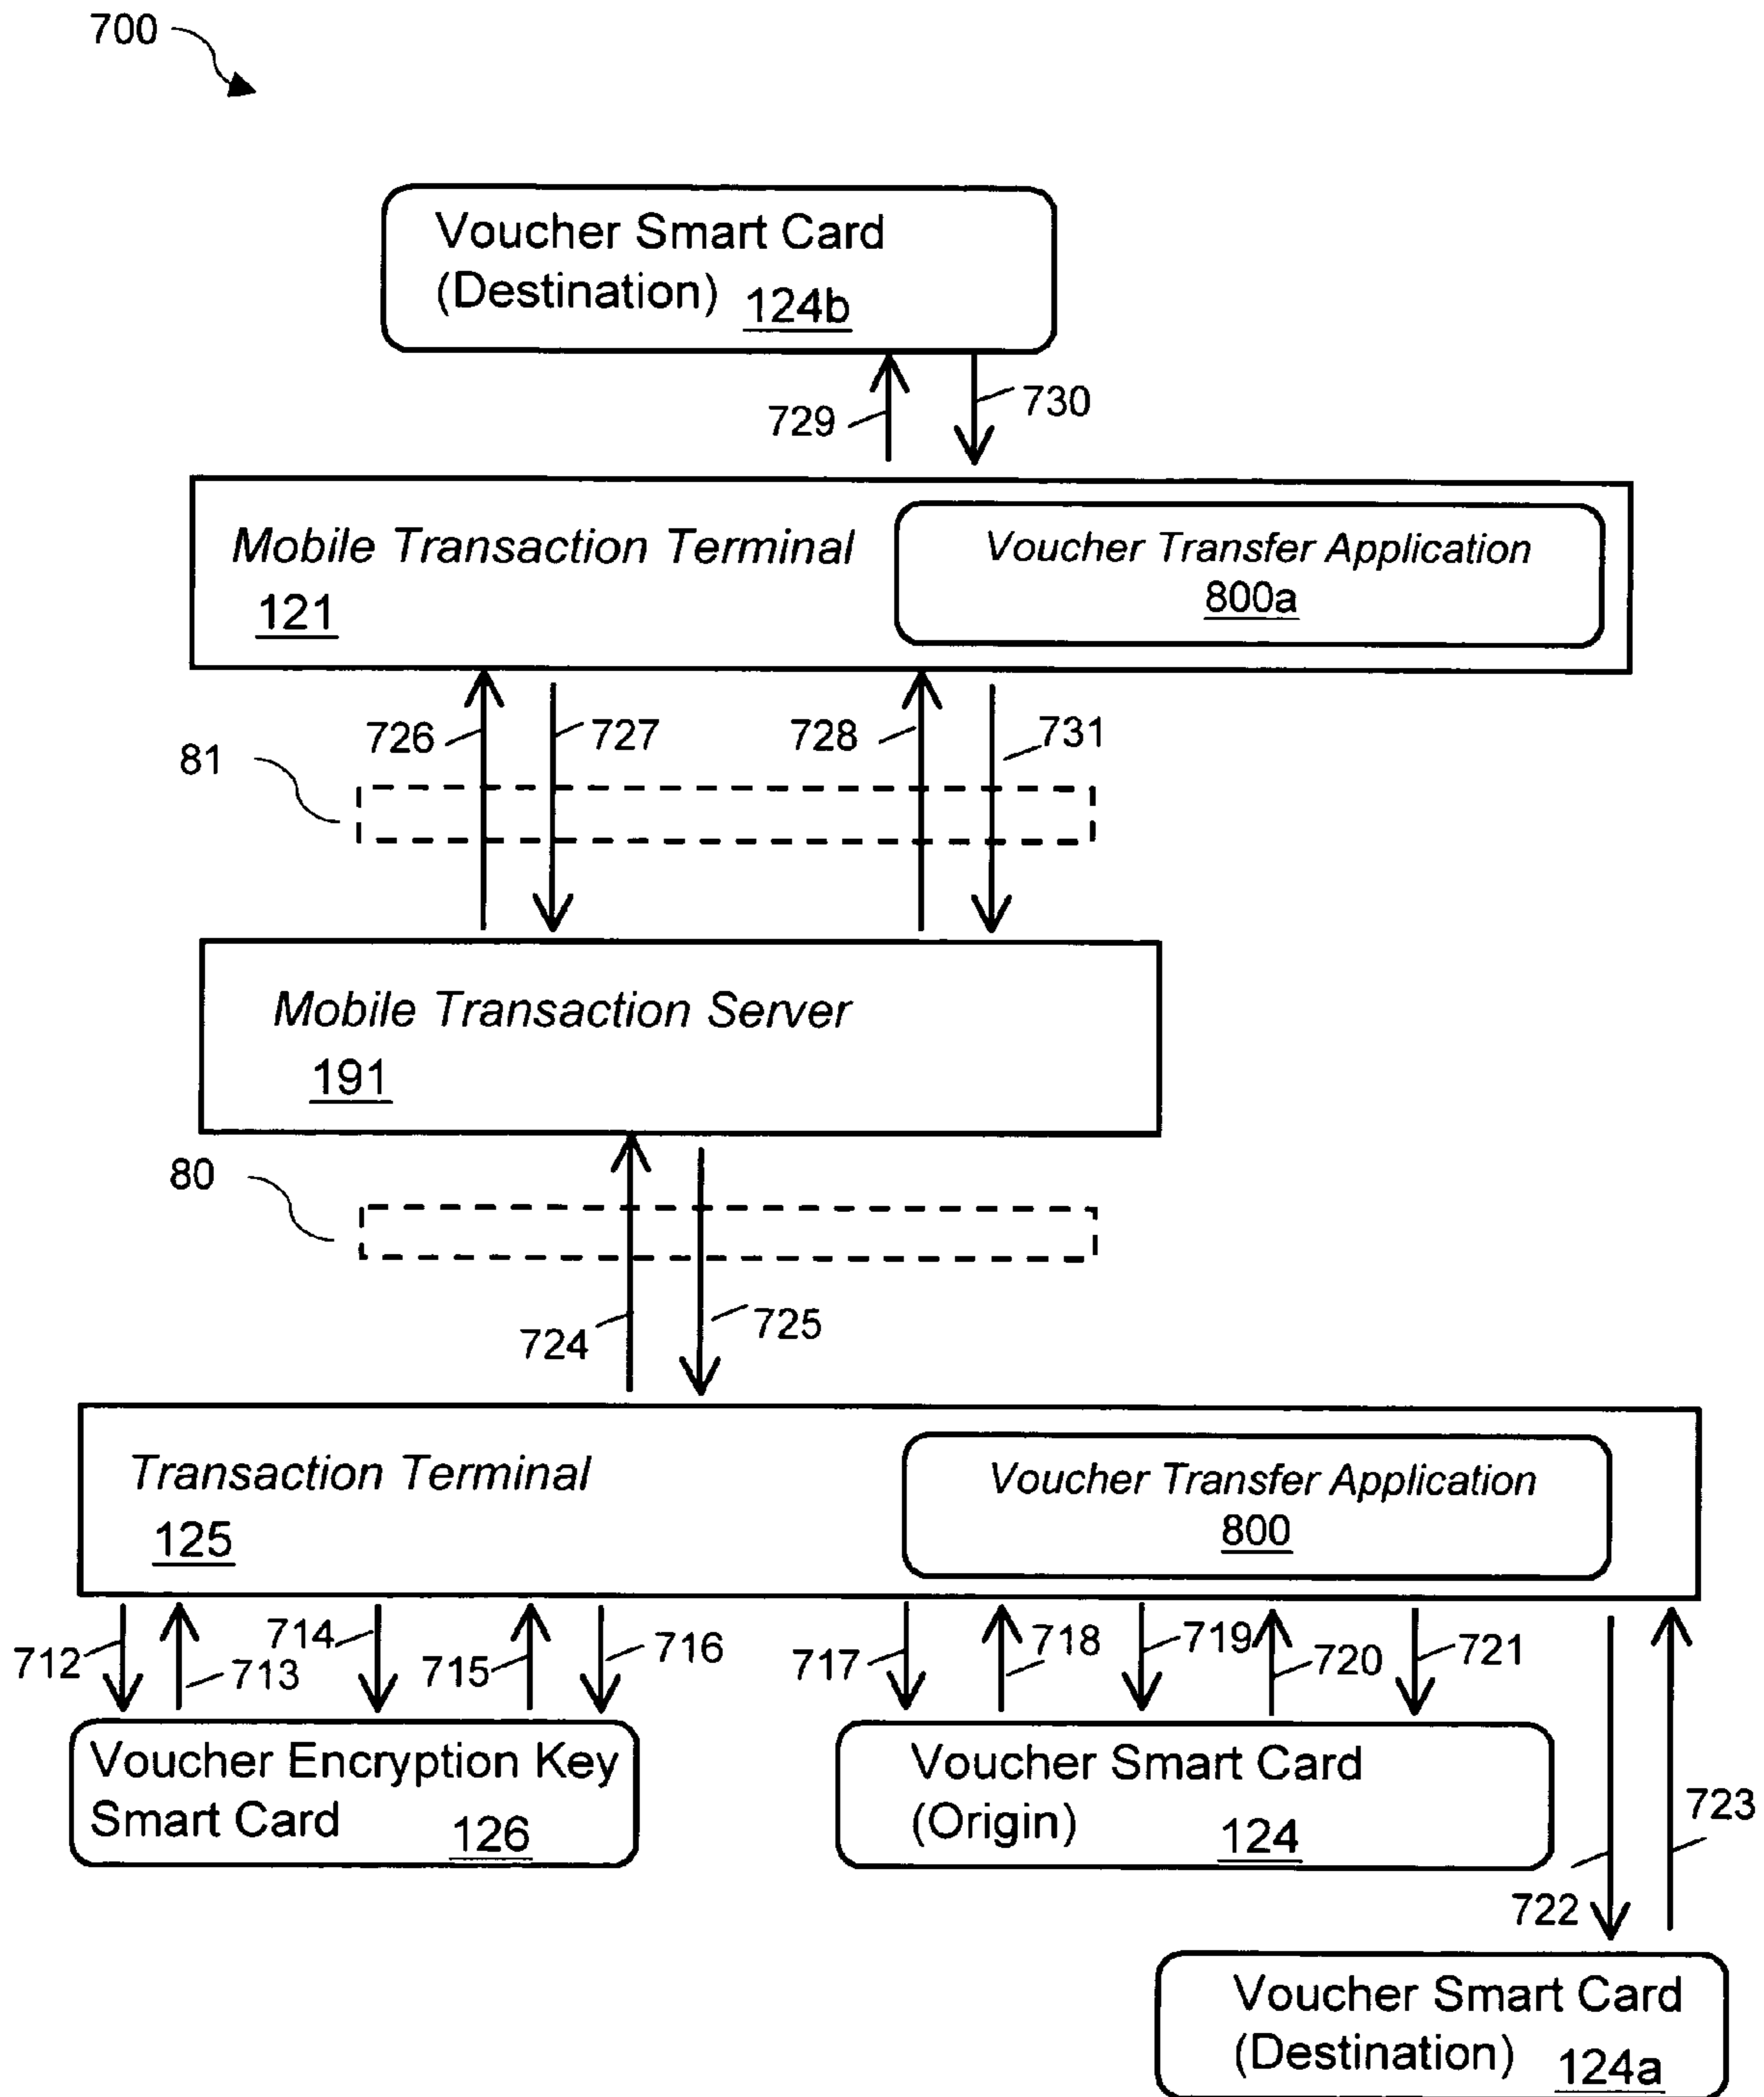 700
Voucher Smart Card
(Destination) 124b
729
730
Mobile Transaction Terminal
121
Voucher Transfer Application
800a
726
727
728
731
81
Mobile Transaction Server
191
80
724
725
Transaction Terminal
125
Voucher Transfer Application
800
712
713
714
715
716
717
718
719
720
721
Voucher Encryption Key
Smart Card 126
Voucher Smart Card
(Origin) 124
722
723
Voucher Smart Card
(Destination) 124a